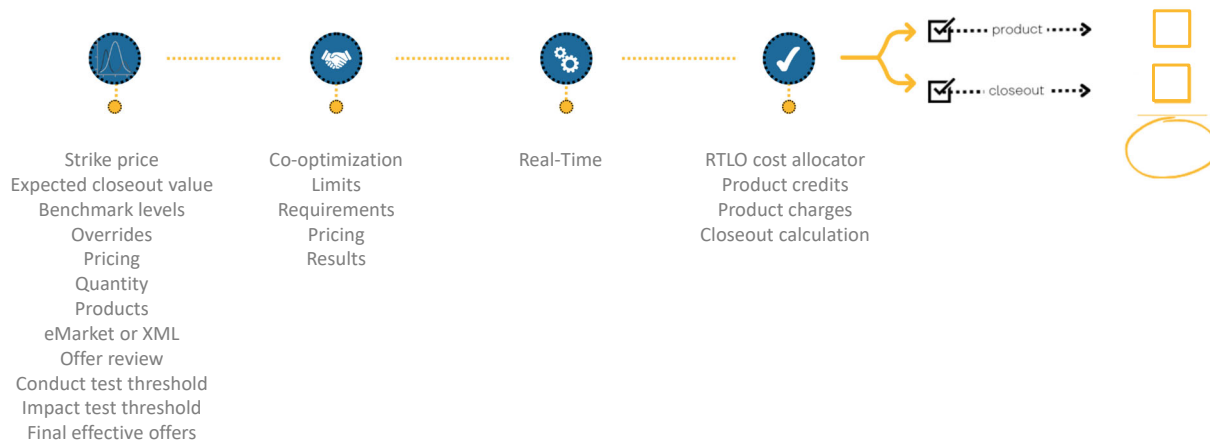 product
closeout
Strike price
Expected closeout value
Benchmark levels
Overrides
Pricing
Quantity
Products
eMarket or XML
Offer review
Conduct test threshold
Impact test threshold
Final effective offers
Co-optimization
Limits
Requirements
Pricing
Results
Real-Time
RTLO cost allocator
Product credits
Product charges
Closeout calculation